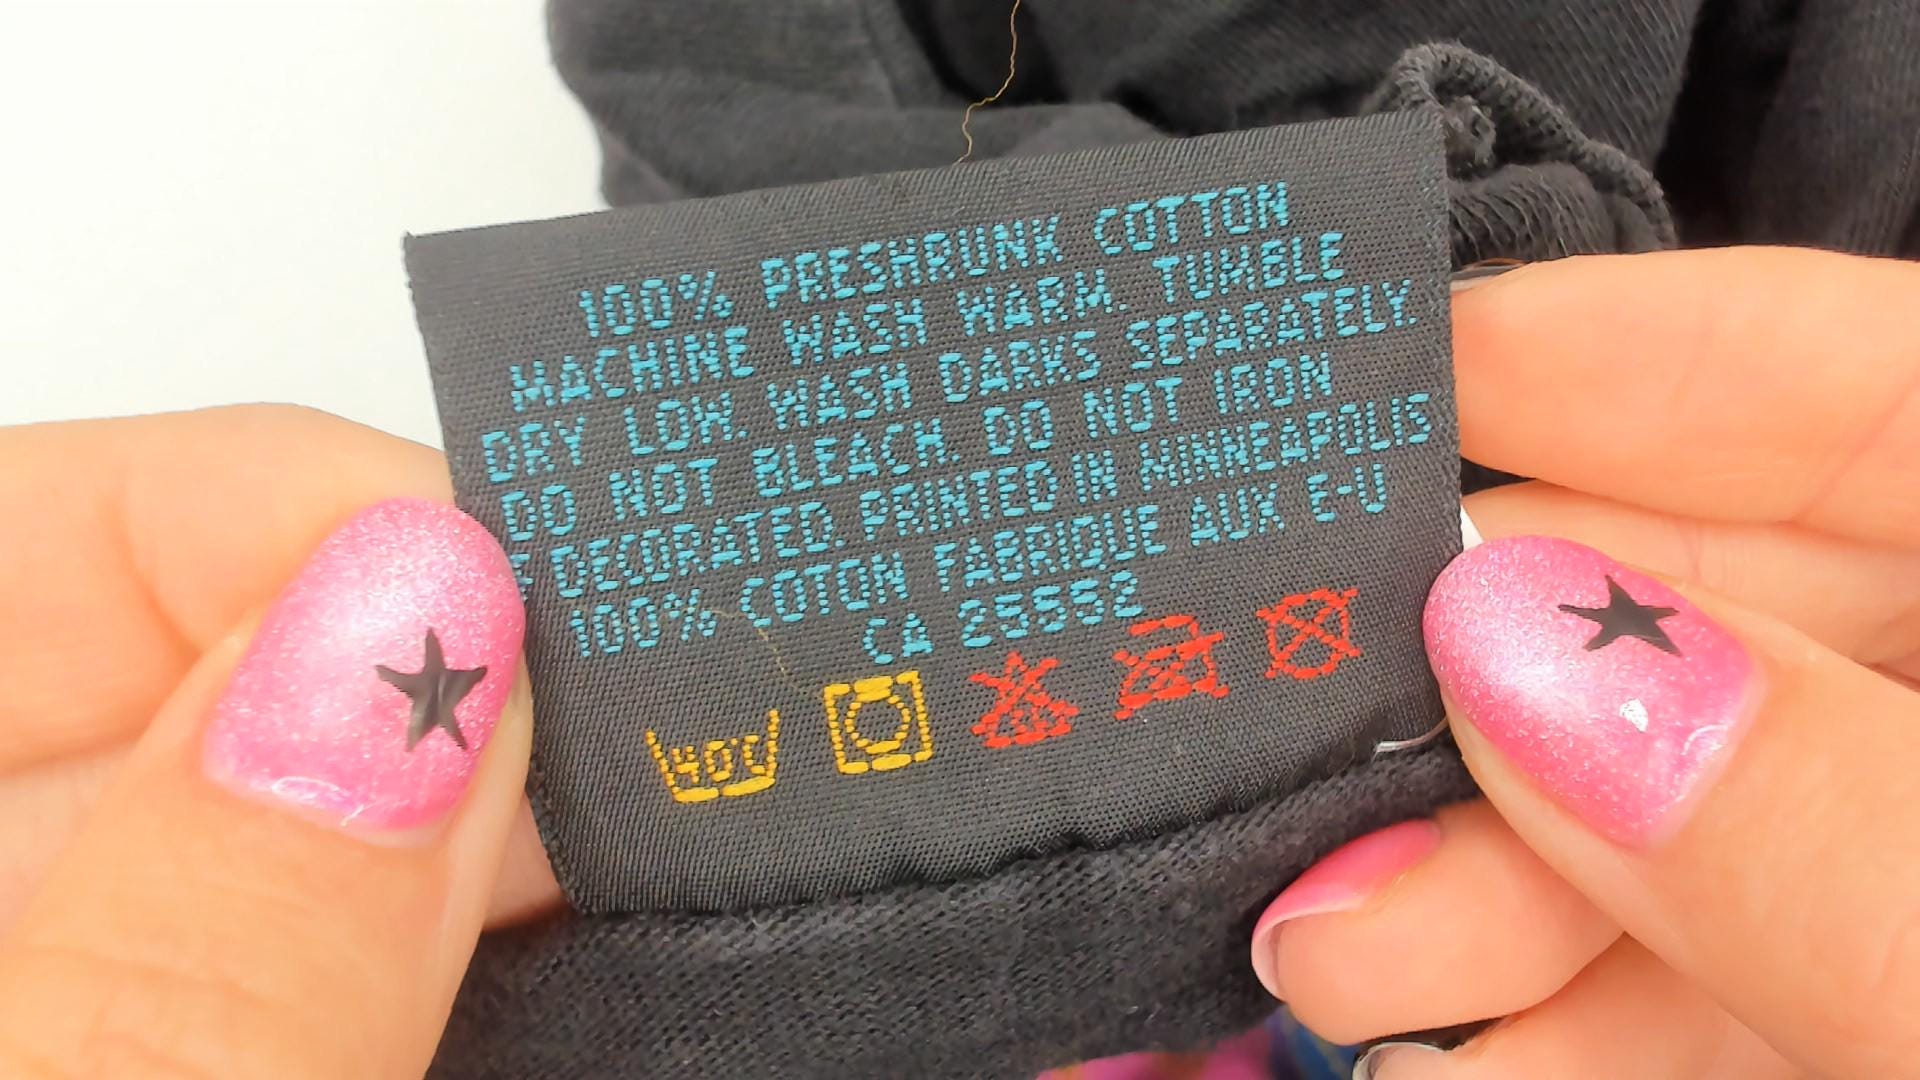 100% PRESHRUNK COTTON
MACHINE WASH WARM. TUMBLE
DRY LOW. WASH DARKS SEPARATELY.
DO NOT BLEACH. DO NOT IRON
DECORATED. PRINTED IN MINNEAPOLIS
100% COTON FABRIQUE AUX E-U
CA 25552
40°C